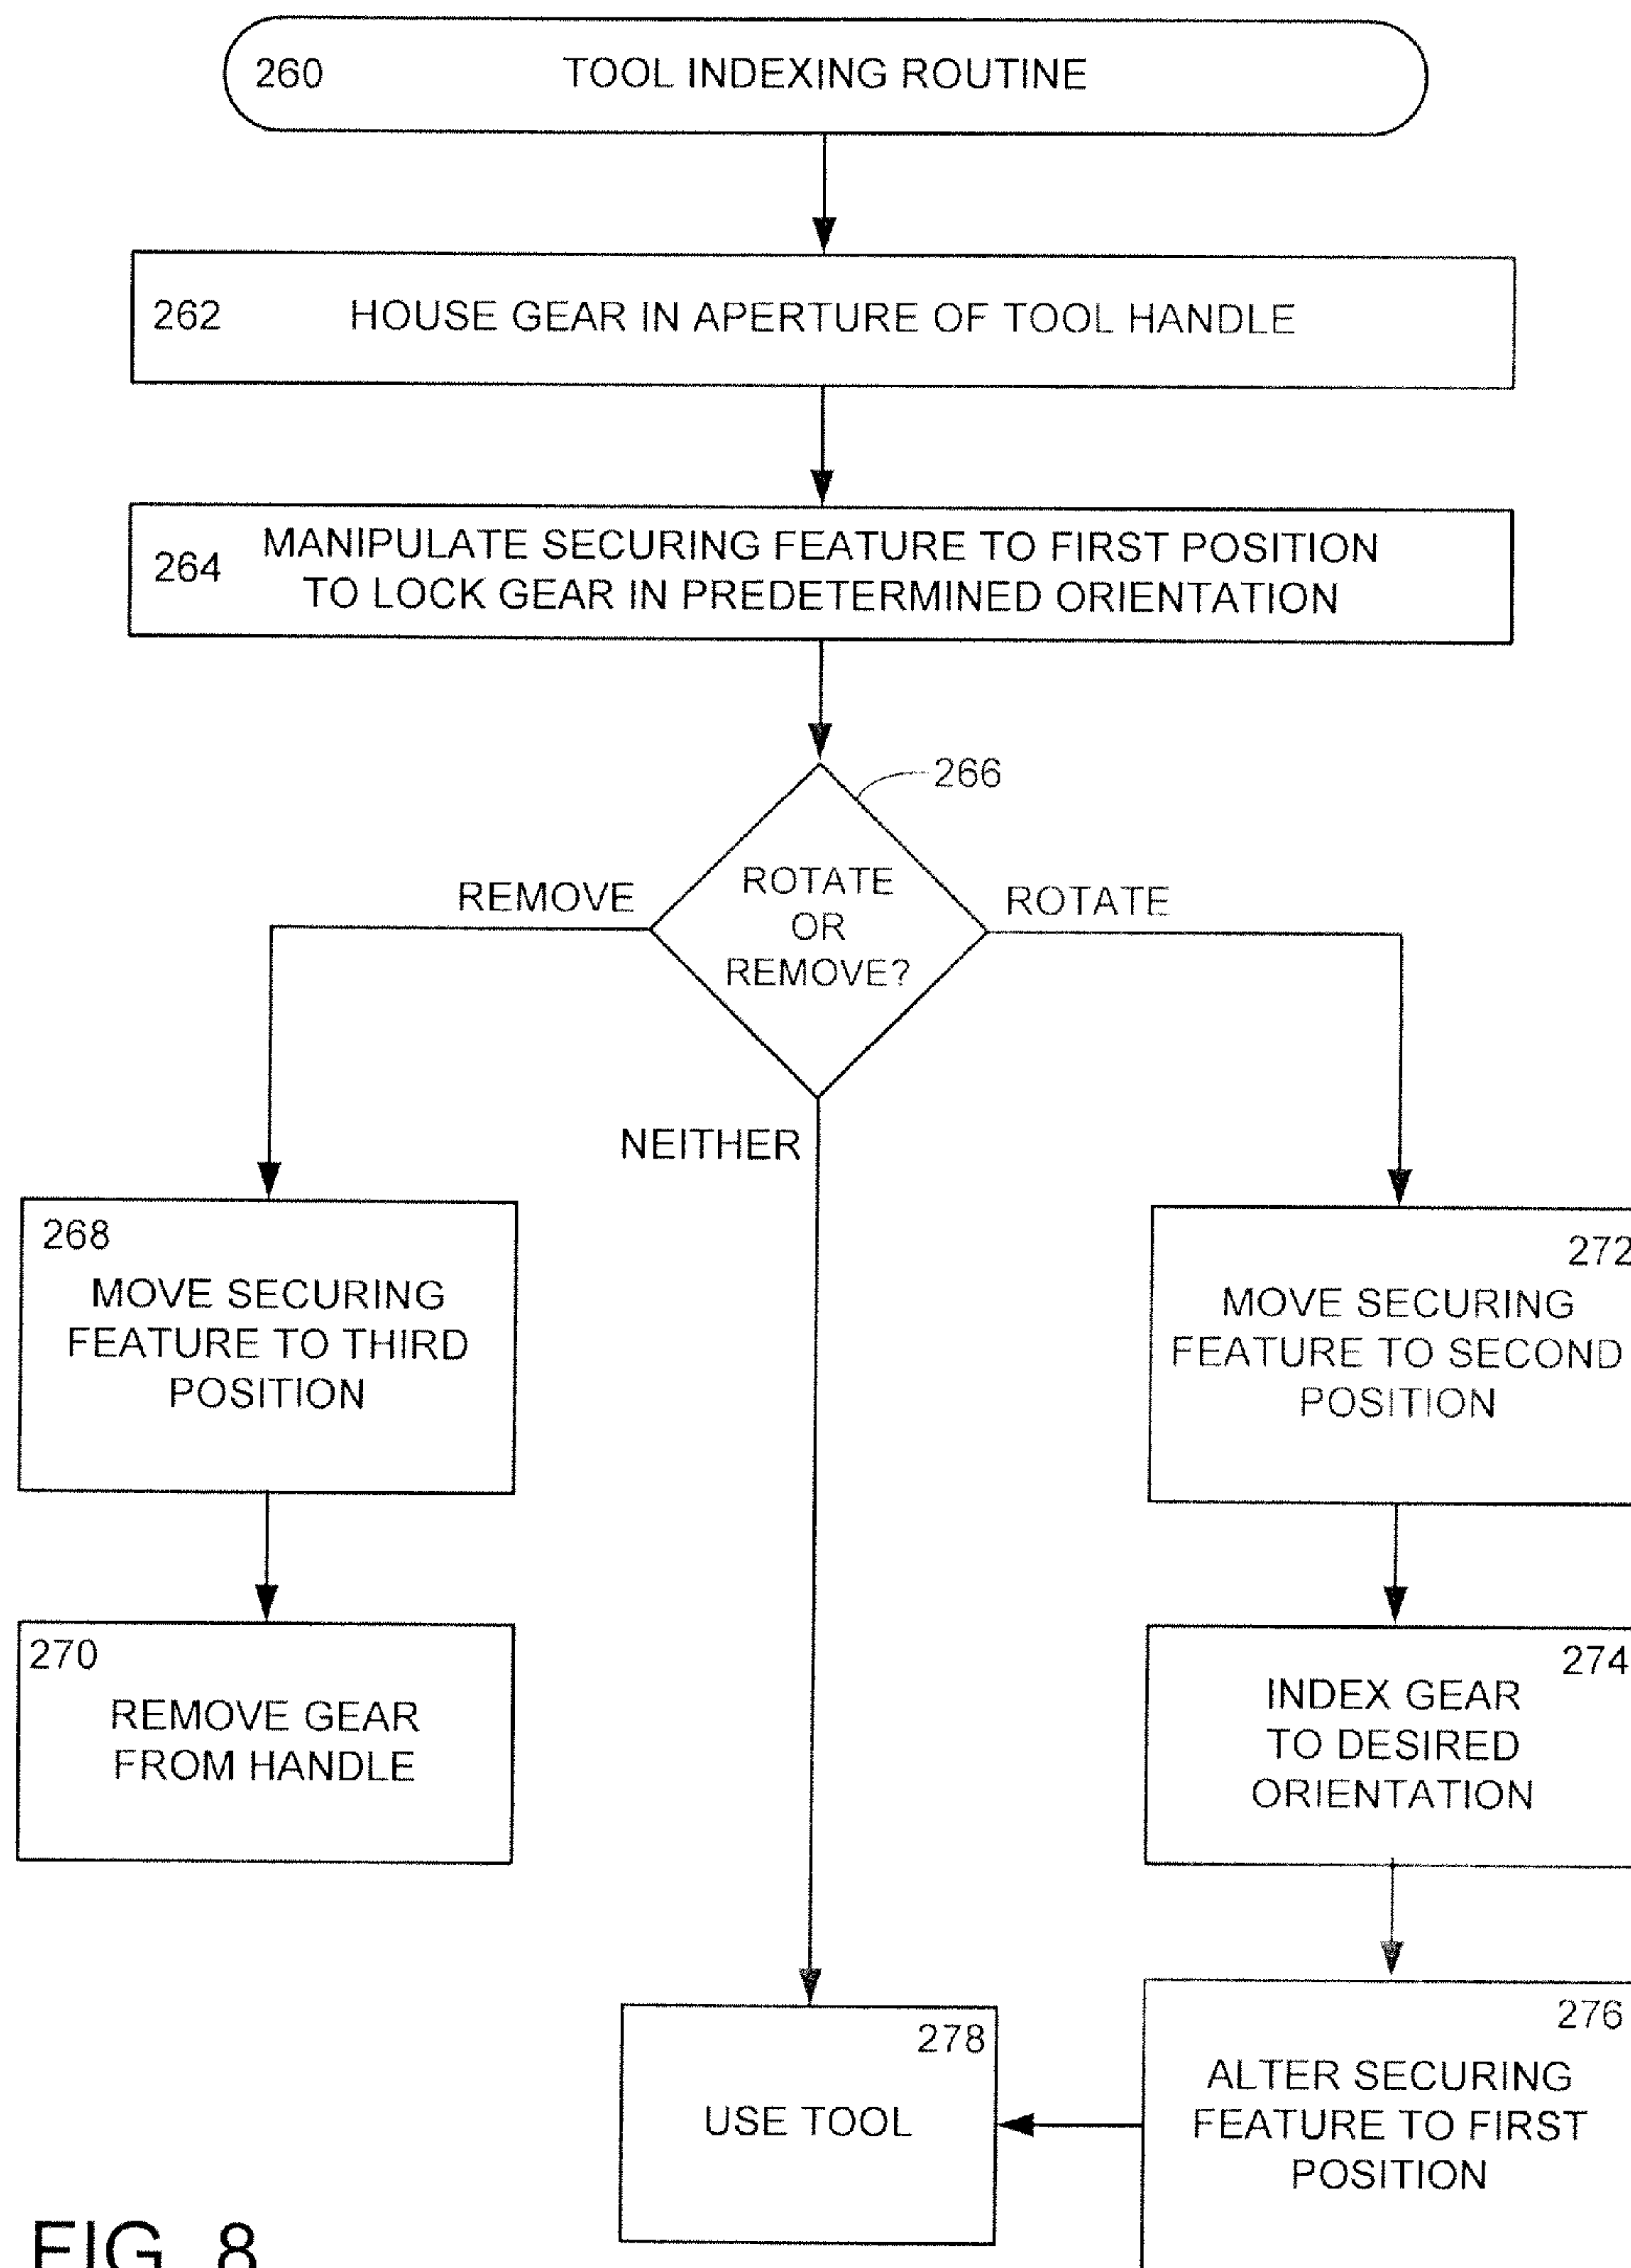 260 TOOL INDEXING ROUTINE
262 HOUSE GEAR IN APERTURE OF TOOL HANDLE
264 MANIPULATE SECURING FEATURE TO FIRST POSITION
TO LOCK GEAR IN PREDETERMINED ORIENTATION
266
ROTATE
OR
REMOVE?
REMOVE
ROTATE
NEITHER
268
MOVE SECURING
FEATURE TO THIRD
POSITION
272
MOVE SECURING
FEATURE TO SECOND
POSITION
270
REMOVE GEAR
FROM HANDLE
274
INDEX GEAR
TO DESIRED
ORIENTATION
278
USE TOOL
276
ALTER SECURING
FEATURE TO FIRST
POSITION
FIG. 8